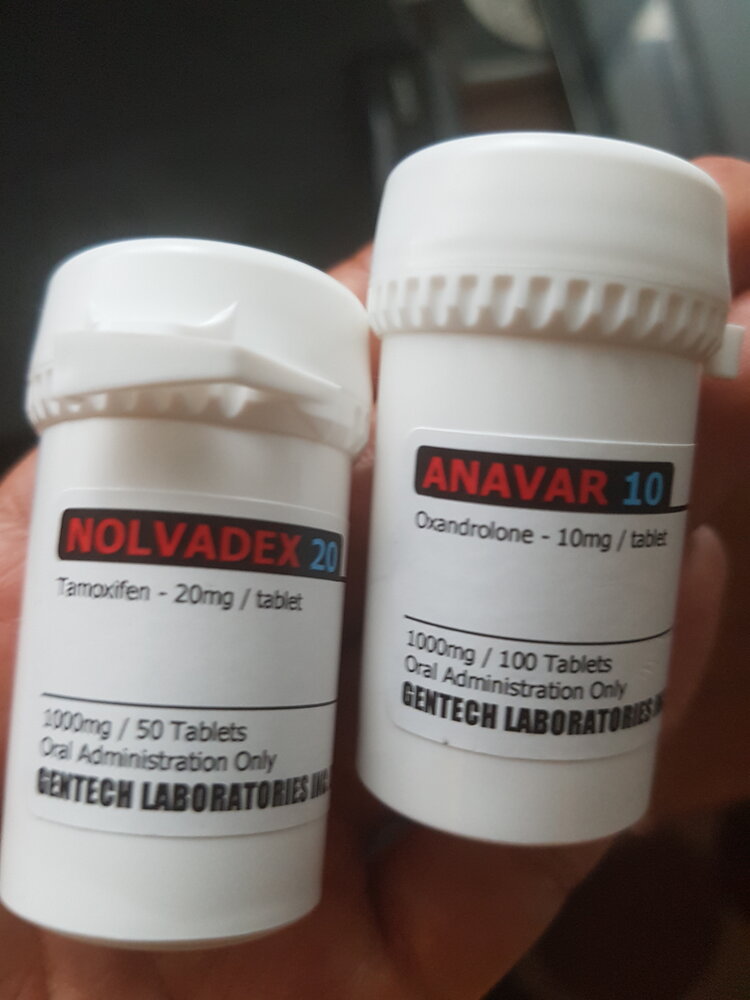 NOLVADEX 20
Tamoxifen - 20mg / tablet
1000mg / 50 Tablets
Oral Administration Only
GENTECH LABORATORIES INC.
ANAVAR 10
Oxandrolone - 10mg / tablet
1000mg / 100 Tablets
Oral Administration Only
GENTECH LABORATORIES